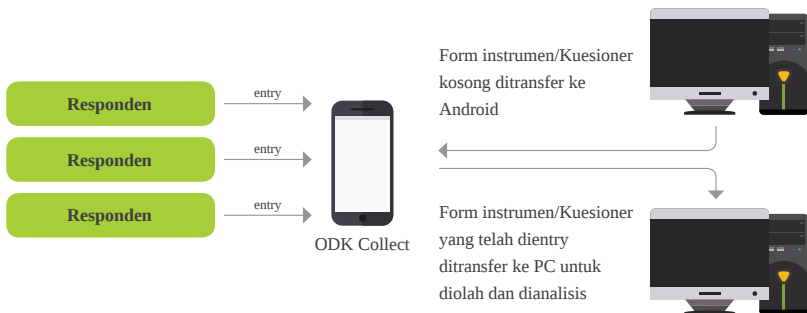 Responden
entry
Responden
entry
Responden
entry
ODK Collect
Form instrumen/Kuesioner
kosong ditransfer ke
Android
Form instrumen/Kuesioner
yang telah dientry
ditransfer ke PC untuk
diolah dan dianalisis